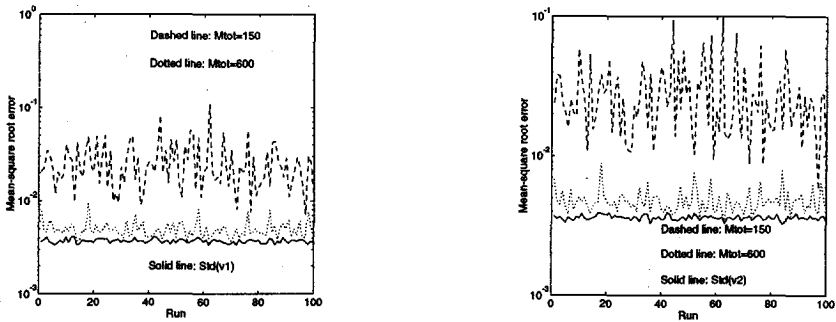 10^0
10^-1
10^-2
10^-3
Mean-square root error
Dashed line: Mtot=150
Dotted line: Mtot=600
Solid line: Std(v1)
0 20 40 60 80 100
Run
10^-1
10^-2
10^-3
Mean-square root error
Dashed line: Mtot=150
Dotted line: Mtot=600
Solid line: Std(v2)
0 20 40 60 80 100
Run